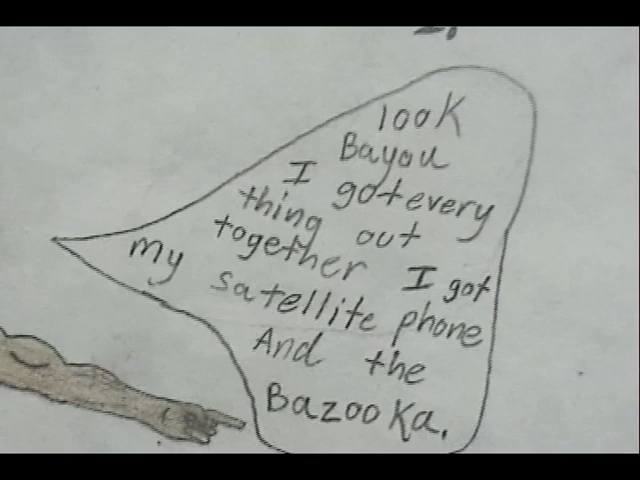 look
Bayou
I got every
thing out
together I got
my satellite phone
And the
Bazooka.